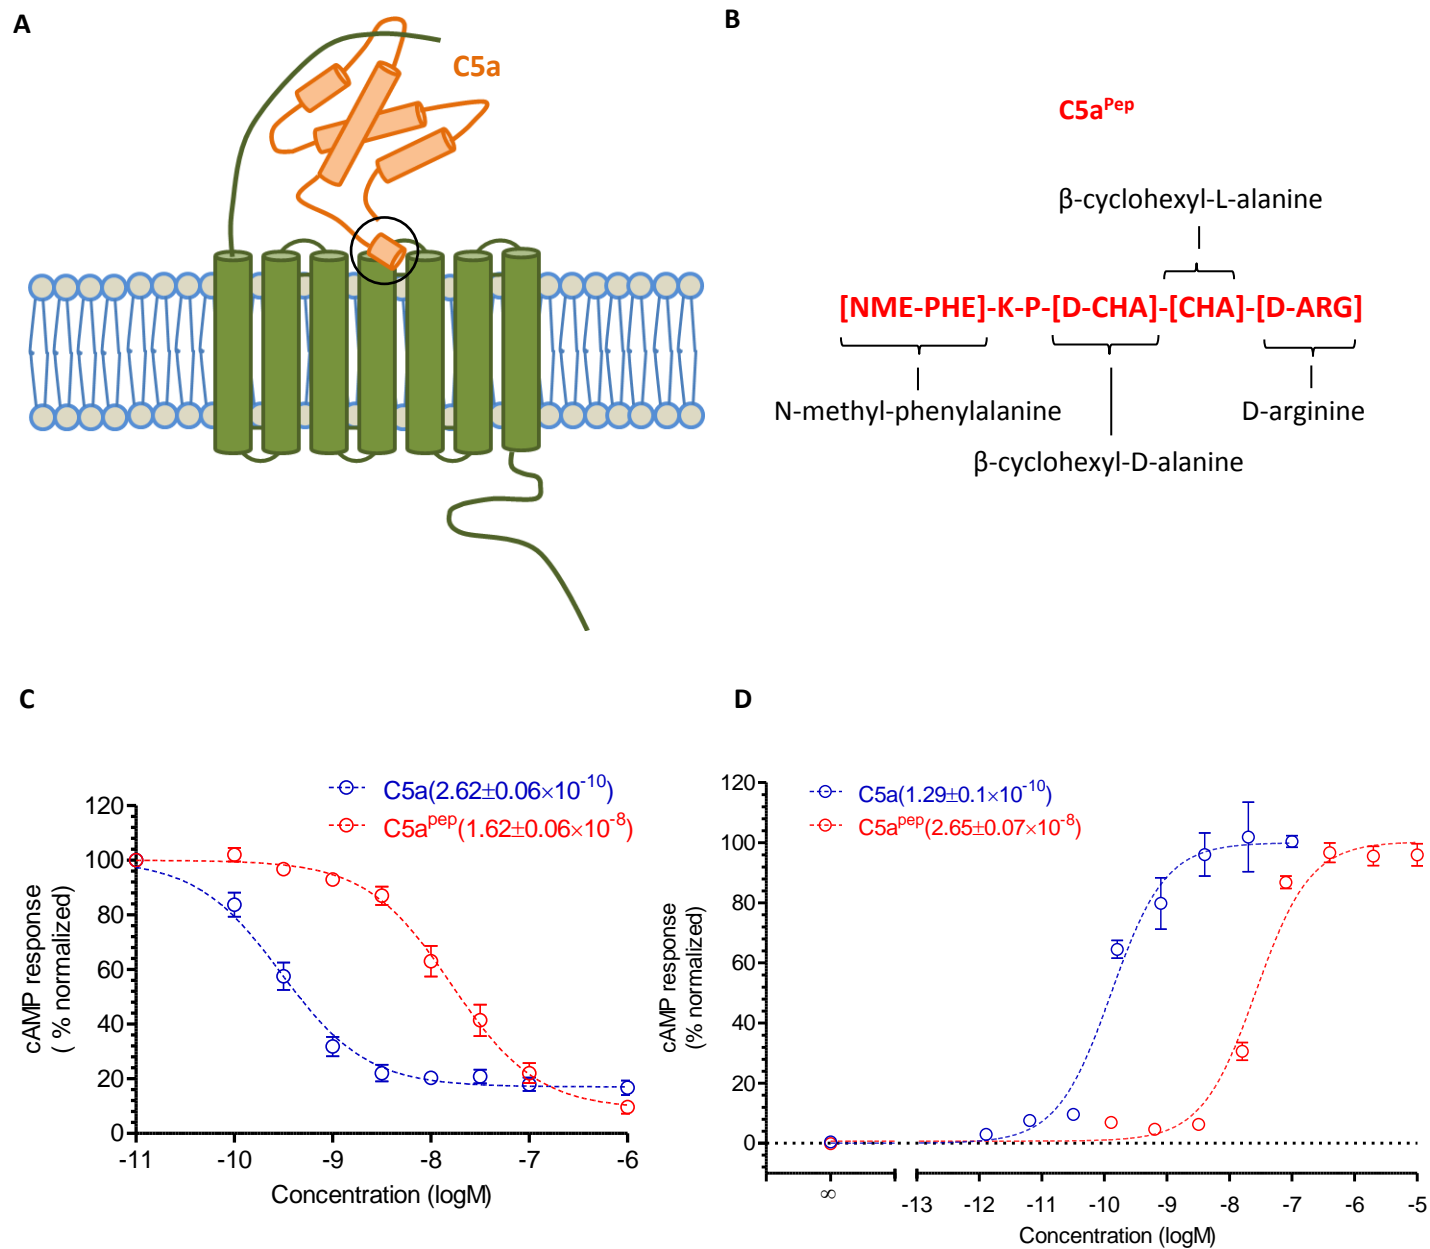 A
C5a
B
C5aPep
β-cyclohexyl-L-alanine
[NME-PHE]-K-P-[D-CHA]-[CHA]-[D-ARG]
N-methyl-phenylalanine
D-arginine
β-cyclohexyl-D-alanine
C
C5a(2.62±0.06×10-10)
C5apep(1.62±0.06×10-8)
cAMP response
( % normalized)
120
100
80
60
40
20
0
-11 -10 -9 -8 -7 -6
Concentration (logM)
D
C5a(1.29±0.1×10-10)
C5apep(2.65±0.07×10-8)
cAMP response
(% normalized)
120
100
80
60
40
20
0
∞ -13 -12 -11 -10 -9 -8 -7 -6 -5
Concentration (logM)